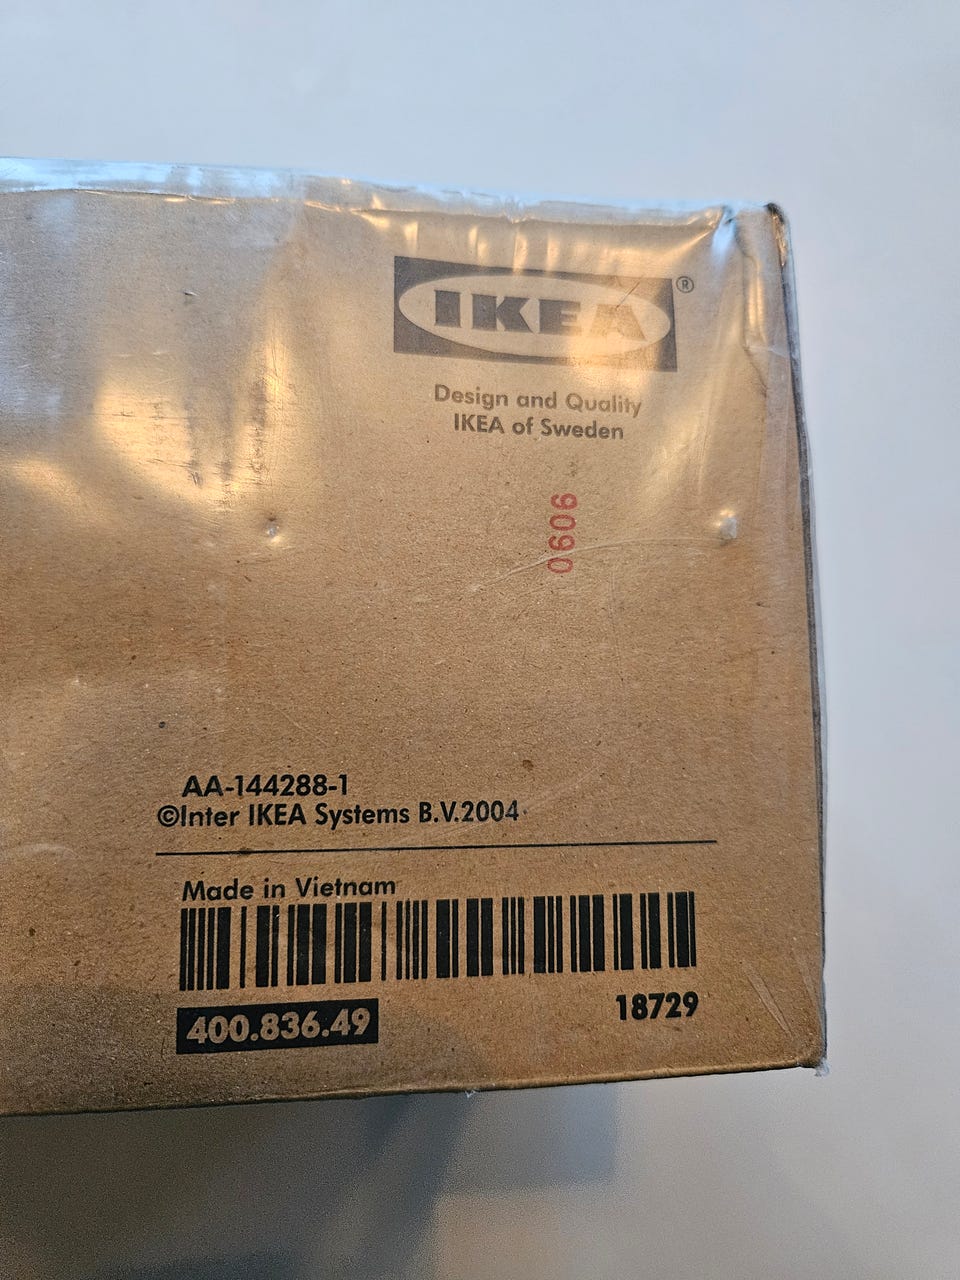 IKEA®
Design and Quality
IKEA of Sweden
0606
AA-144288-1
©Inter IKEA Systems B.V.2004
Made in Vietnam
400.836.49
18729